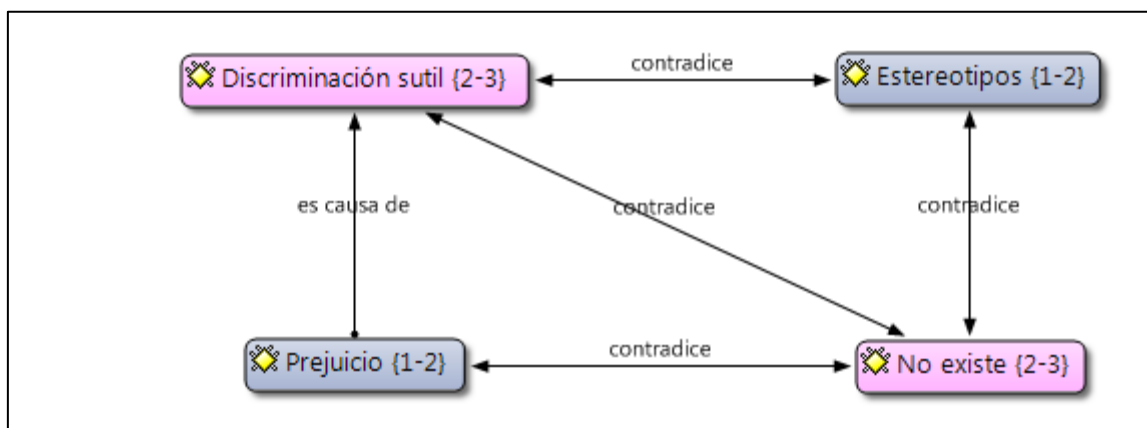 contradice
Discriminación sutil {2-3}
Estereotipos {1-2}
es causa de
contradice
contradice
contradice
Prejuicio {1-2}
No existe {2-3}